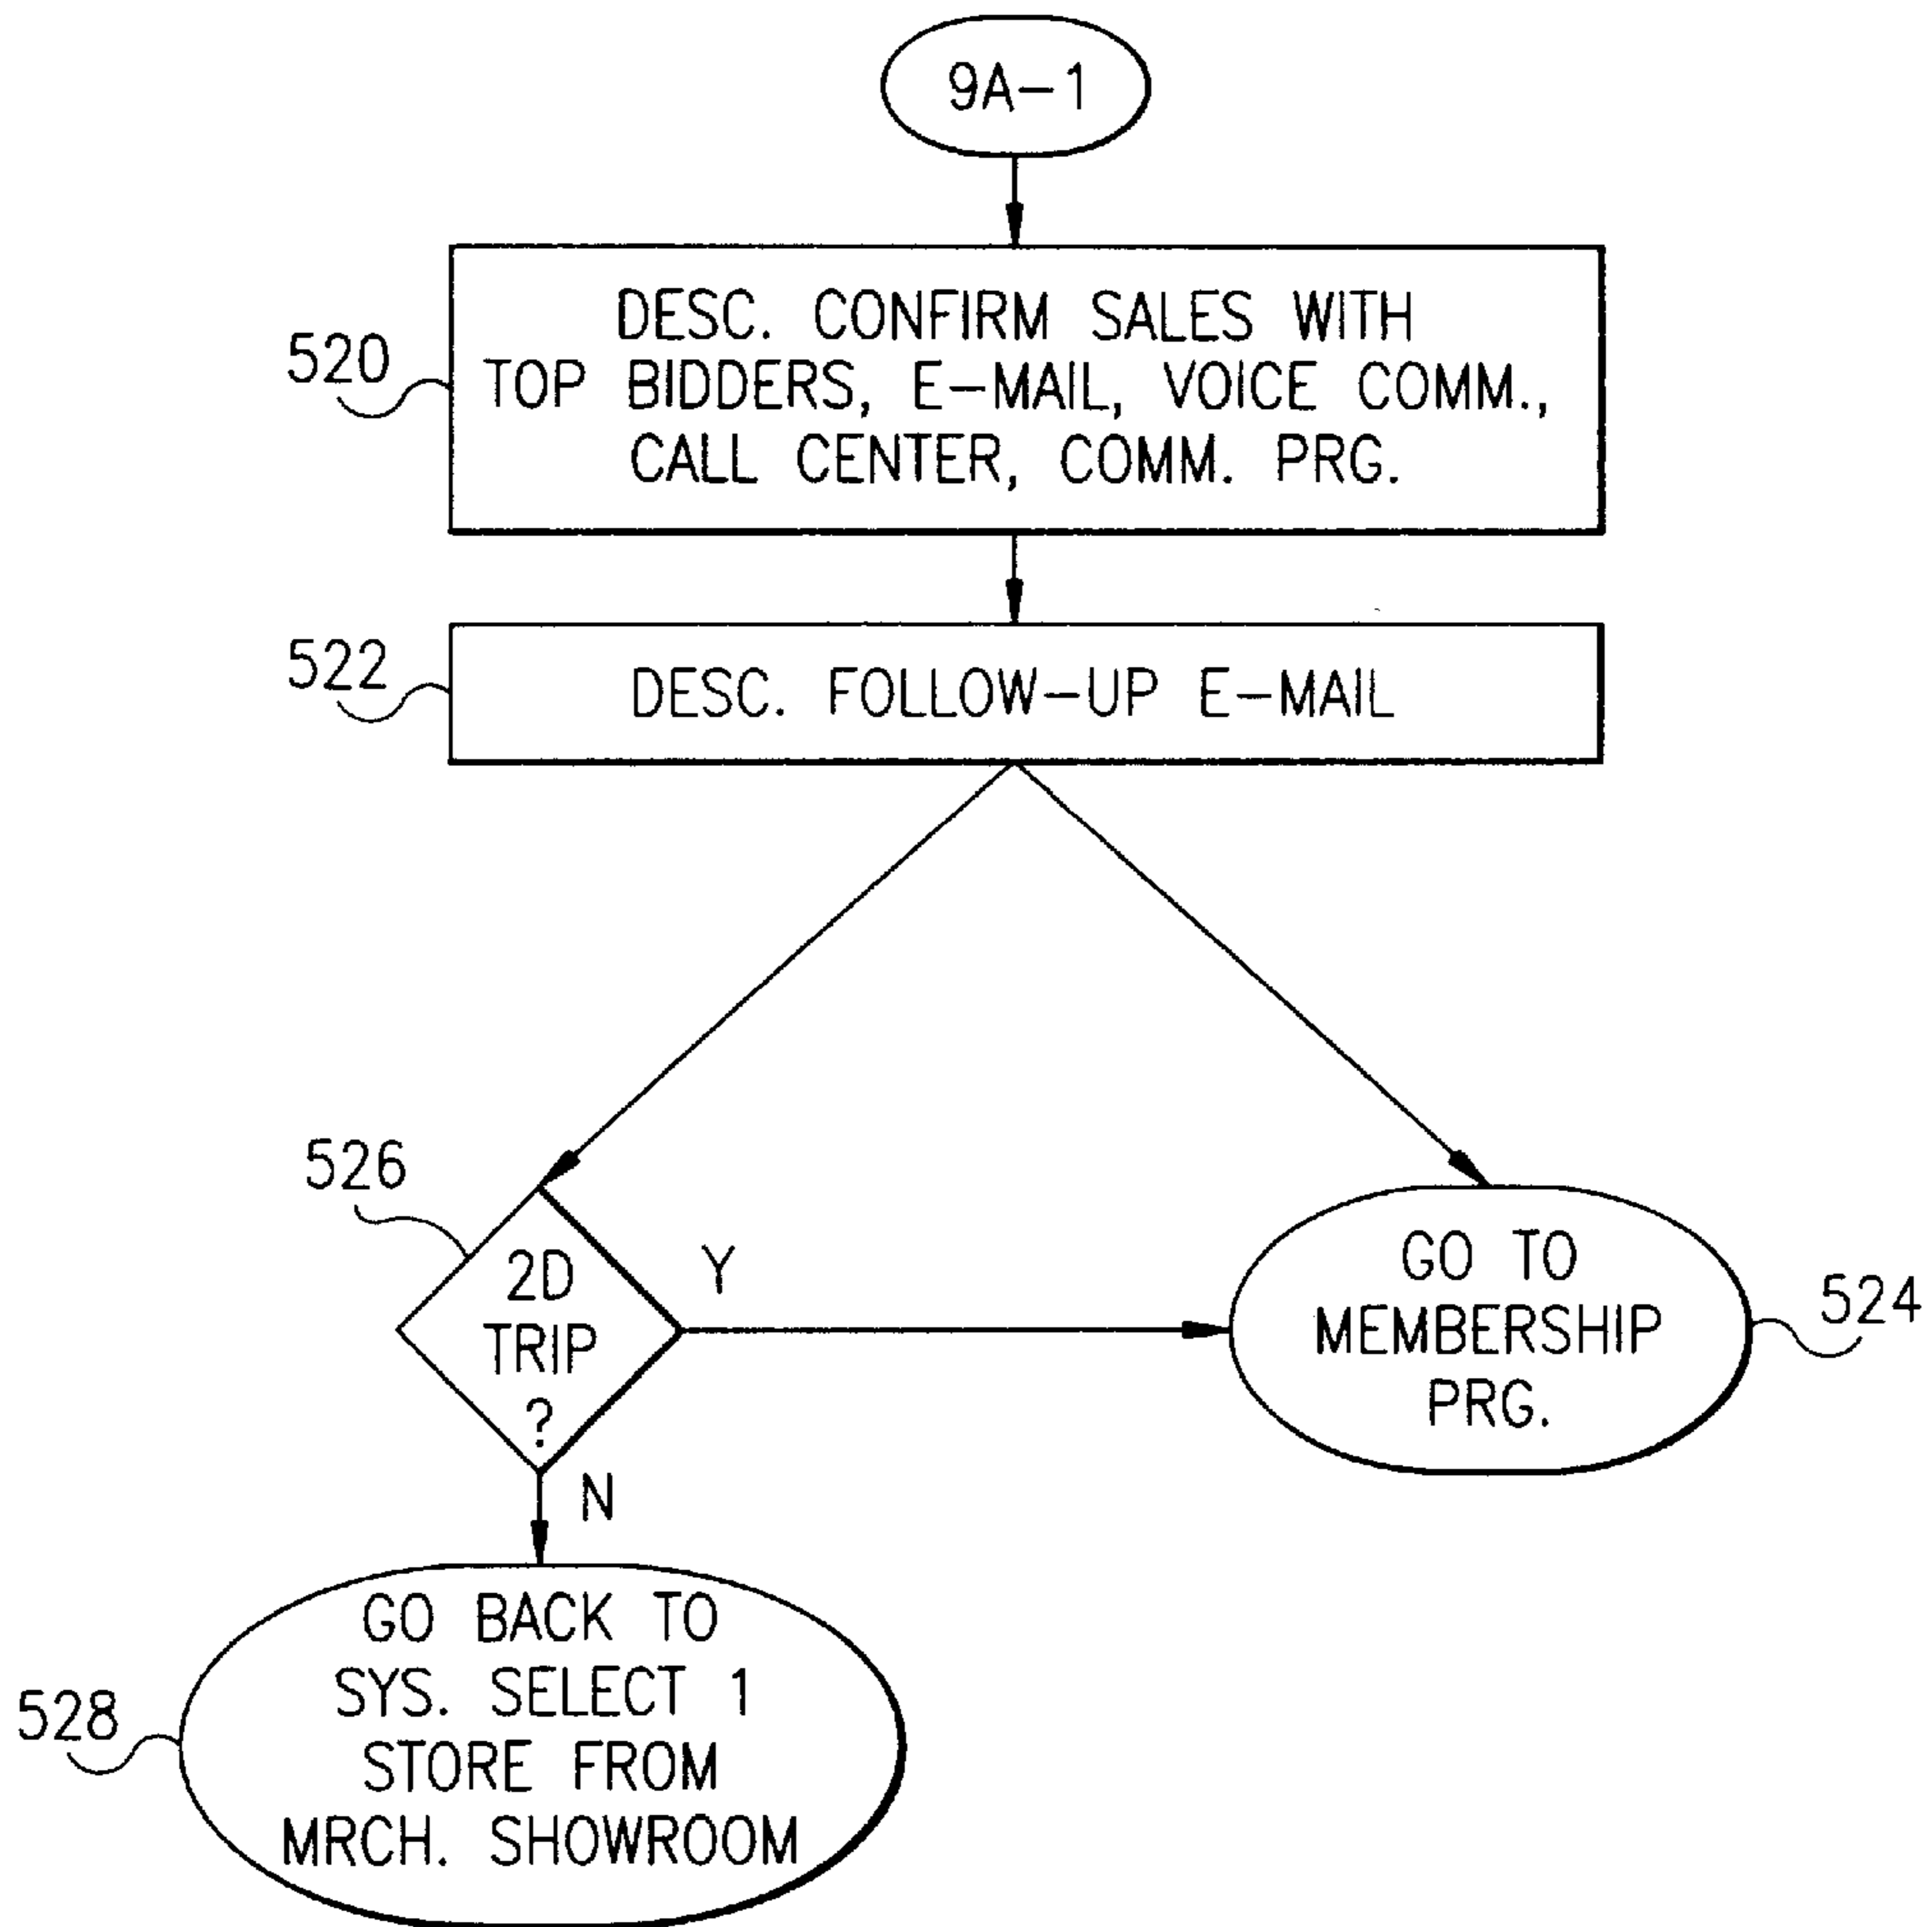 9A-1
520
DESC. CONFIRM SALES WITH
TOP BIDDERS, E-MAIL, VOICE COMM.,
CALL CENTER, COMM. PRG.
522
DESC. FOLLOW-UP E-MAIL
526
2D
TRIP
?
Y
N
GO TO
MEMBERSHIP
PRG.
524
528
GO BACK TO
SYS. SELECT 1
STORE FROM
MRCH. SHOWROOM